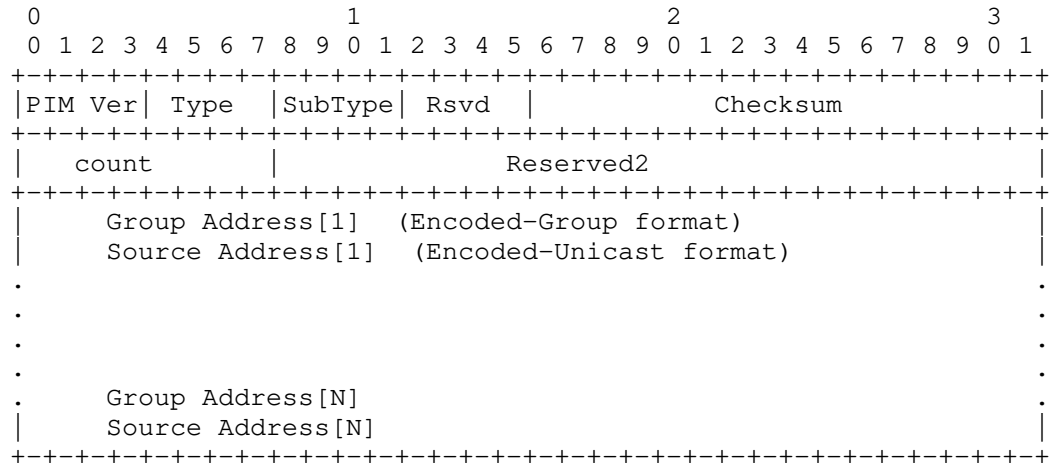 0                   1                   2                   3
 0 1 2 3 4 5 6 7 8 9 0 1 2 3 4 5 6 7 8 9 0 1 2 3 4 5 6 7 8 9 0 1
+-+-+-+-+-+-+-+-+-+-+-+-+-+-+-+-+-+-+-+-+-+-+-+-+-+-+-+-+-+-+-+-+
|PIM Ver| Type  |SubType| Rsvd  |           Checksum            |
+-+-+-+-+-+-+-+-+-+-+-+-+-+-+-+-+-+-+-+-+-+-+-+-+-+-+-+-+-+-+-+-+
|   count       |              Reserved2                        |
+-+-+-+-+-+-+-+-+-+-+-+-+-+-+-+-+-+-+-+-+-+-+-+-+-+-+-+-+-+-+-+-+
|     Group Address[1]  (Encoded-Group format)                  |
|     Source Address[1]  (Encoded-Unicast format)               |
.                                                               .
.                                                               .
.                                                               .
.                                                               .
.     Group Address[N]                                          .
|     Source Address[N]                                         |
+-+-+-+-+-+-+-+-+-+-+-+-+-+-+-+-+-+-+-+-+-+-+-+-+-+-+-+-+-+-+-+-+